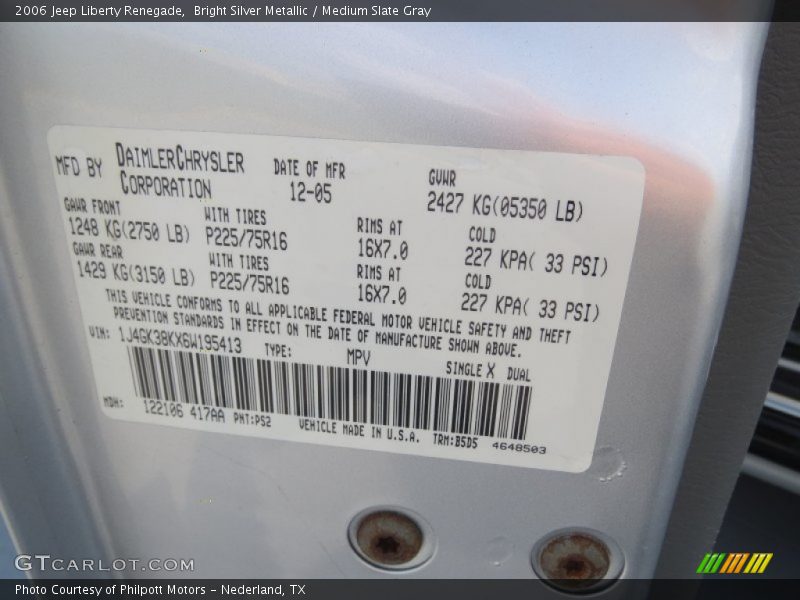 2006 Jeep Liberty Renegade,  Bright Silver Metallic / Medium Slate Gray
MFD BY DAIMLERCHRYSLER CORPORATION
DATE OF MFR 12-05
GVWR 2427 KG(05350 LB)
GAWR FRONT WITH TIRES RIMS AT COLD
1248 KG(2750 LB) P225/75R16 16X7.0 227 KPA( 33 PSI)
GAWR REAR WITH TIRES RIMS AT COLD
1429 KG(3150 LB) P225/75R16 16X7.0 227 KPA( 33 PSI)
THIS VEHICLE CONFORMS TO ALL APPLICABLE FEDERAL MOTOR VEHICLE SAFETY AND THEFT
PREVENTION STANDARDS IN EFFECT ON THE DATE OF MANUFACTURE SHOWN ABOVE.
VIN: 1J4GK38KX6W195413 TYPE: MPV SINGLE X DUAL
MDH: 122106 417AA PNT:PS2 VEHICLE MADE IN U.S.A. TRM:B5D5 4648503
GTCARLOT.COM
Photo Courtesy of Philpott Motors - Nederland, TX